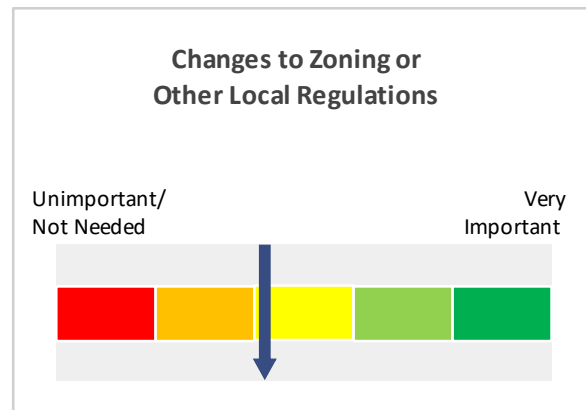 Changes to Zoning or
Other Local Regulations
Unimportant/
Not Needed
Very
Important